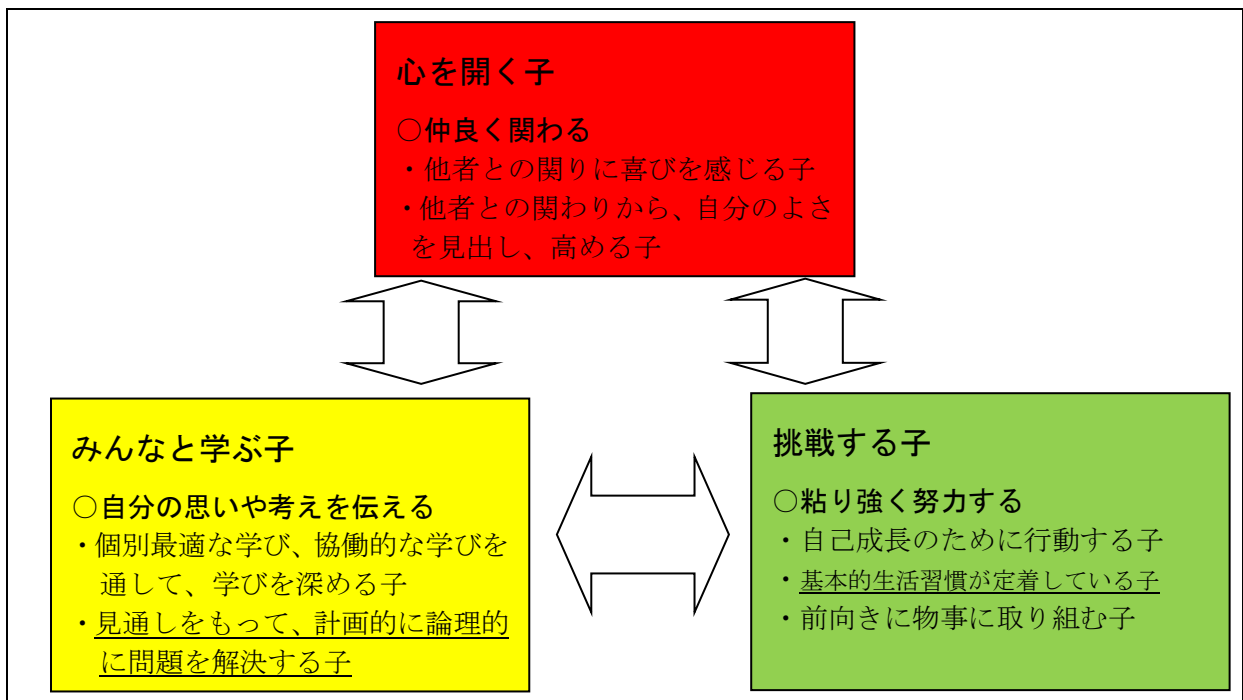 心を開く子
○仲良く関わる
・他者との関りに喜びを感じる子
・他者との関わりから、自分のよさ
を見出し、高める子
みんなと学ぶ子
○自分の思いや考えを伝える
・個別最適な学び、協働的な学びを
通して、学びを深める子
・見通しをもって、計画的に論理的
に問題を解決する子
挑戦する子
○粘り強く努力する
・自己成長のために行動する子
・基本的生活習慣が定着している子
・前向きに物事に取り組む子